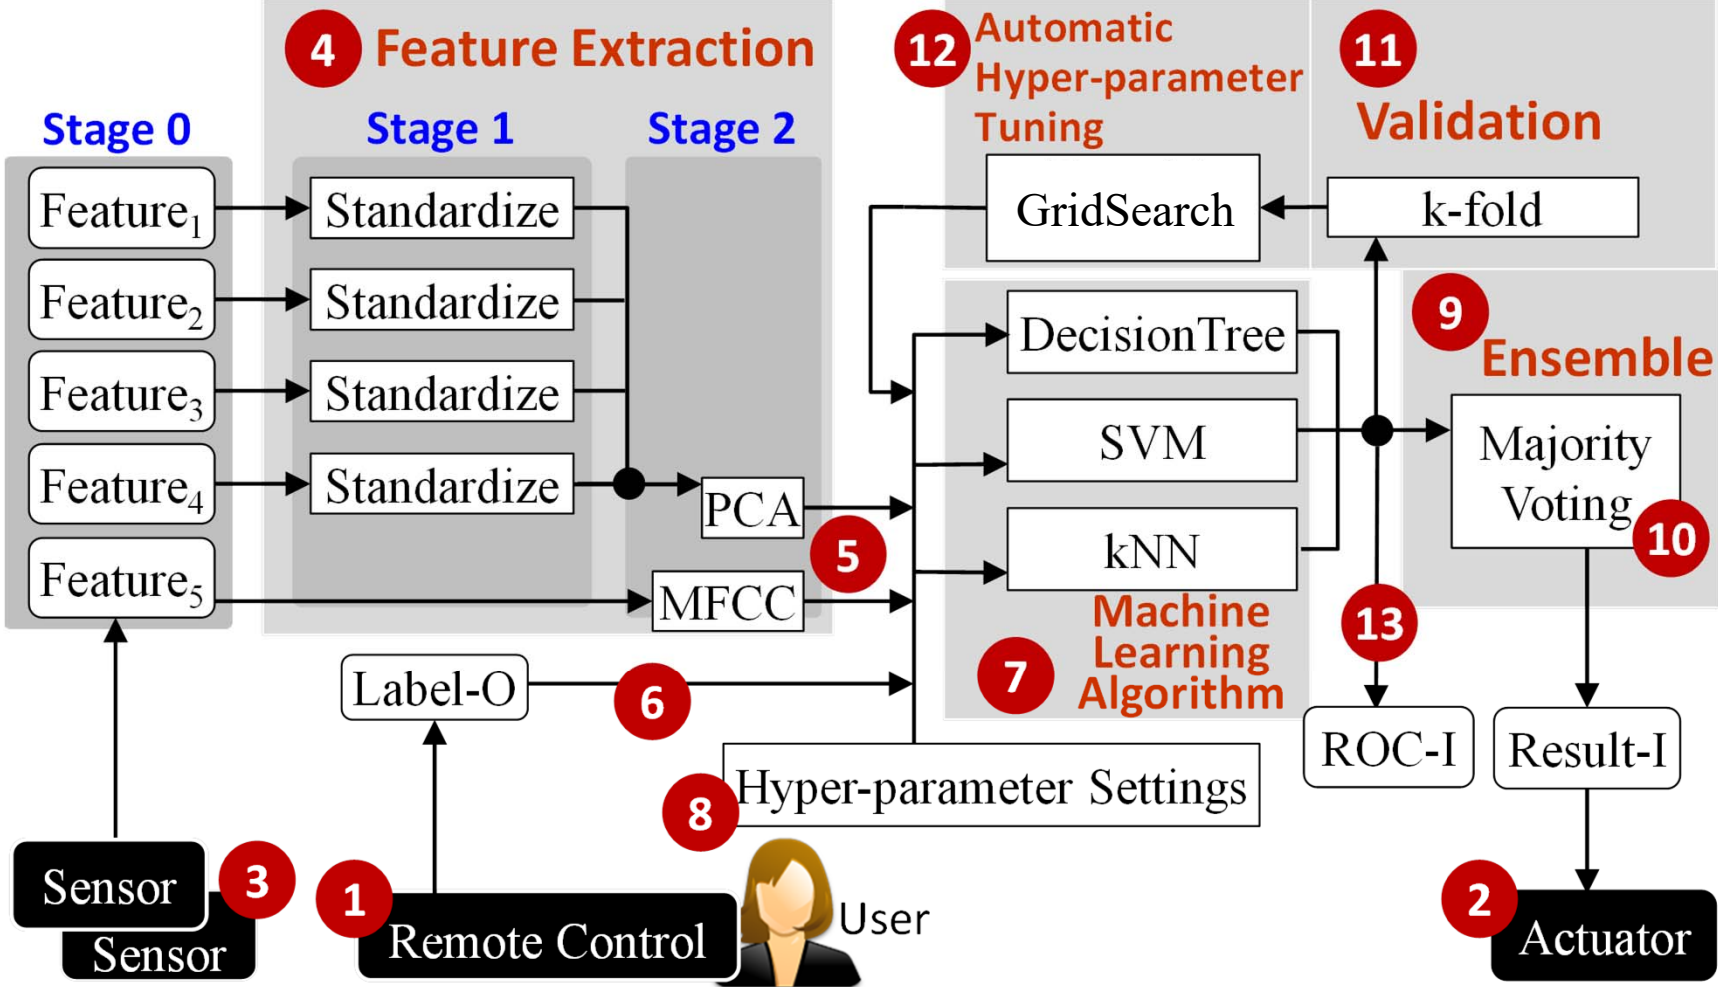 4 Feature Extraction
12 Automatic
Hyper-parameter
Tuning
11
Validation
Stage 0
Stage 1
Stage 2
Feature1
Standardize
GridSearch
k-fold
Feature2
Standardize
DecisionTree
9
Ensemble
Feature3
Standardize
SVM
Majority
Voting
10
Feature4
Standardize
PCA
5
kNN
Feature5
MFCC
Machine
Learning
Algorithm
7
13
Label-O
6
ROC-I
Result-I
Hyper-parameter Settings
8
Sensor
3
Sensor
1
Remote Control
User
2
Actuator